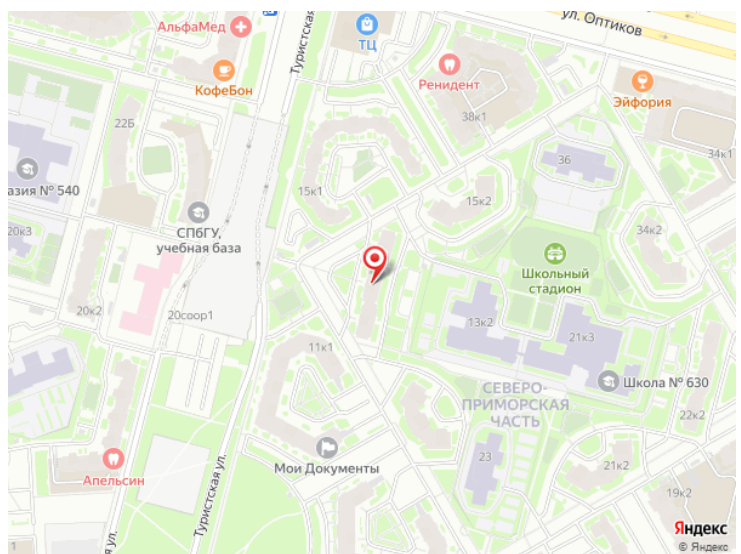 АльфаМед
ТЦ
ул. Оптиков
Туристская
КофеБон
Ренидент
Эйфория
22Б
38к1
34к1
36
азия № 540
15к1
15к2
20к3
СПбГУ,
учебная база
34к2
Школьный
стадион
20к2
20соор1
13к2
21к3
11к1
СЕВЕРО-
ПРИМОРСКАЯ
ЧАСТЬ
Школа № 630
22к2
Мои Документы
23
21к2
Апельсин
Туристская ул.
19к2
ул.
1
Яндекс
© Яндекс